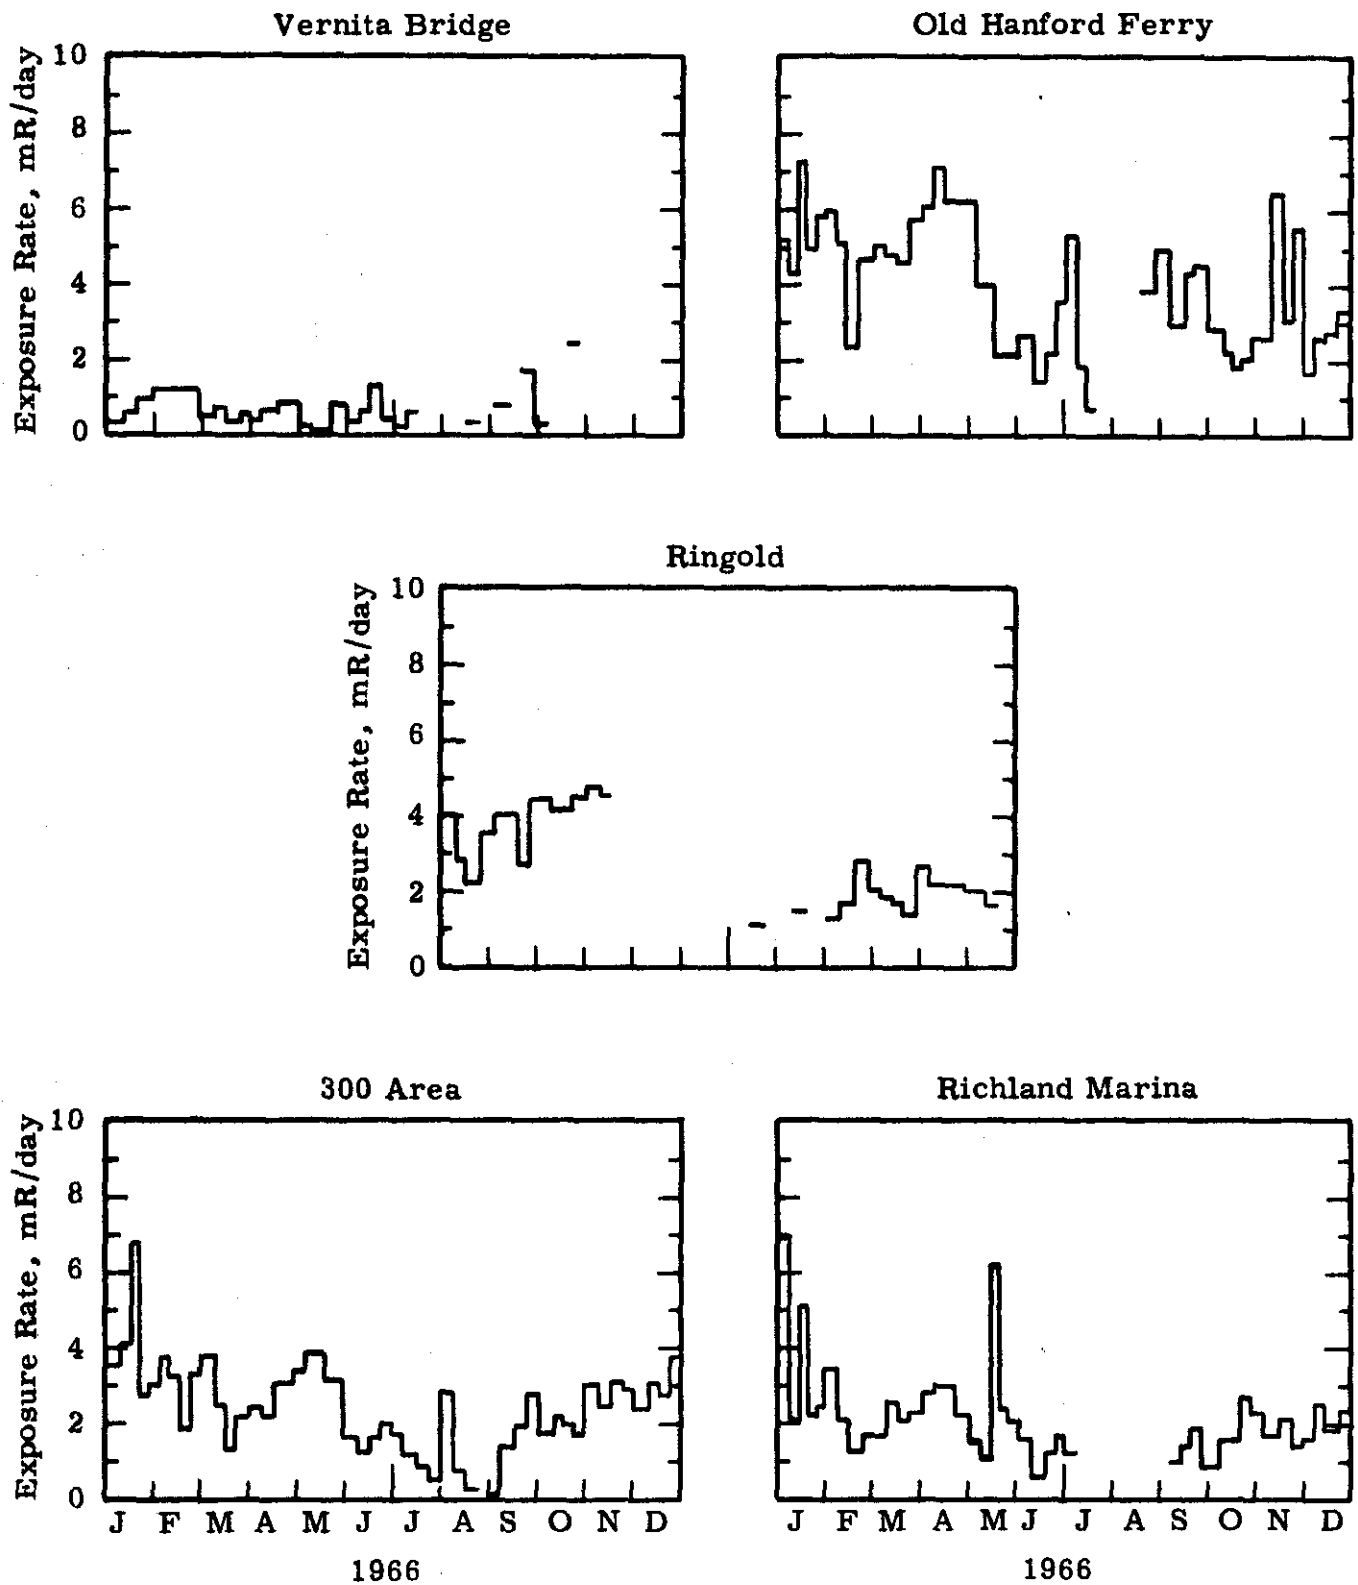 Vernita Bridge
Old Hanford Ferry
Exposure Rate, mR/day
10
8
6
4
2
0
Ringold
Exposure Rate, mR/day
10
8
6
4
2
0
300 Area
Richland Marina
Exposure Rate, mR/day
10
8
6
4
2
0
J F M A M J J A S O N D
J F M A M J J A S O N D
1966
1966